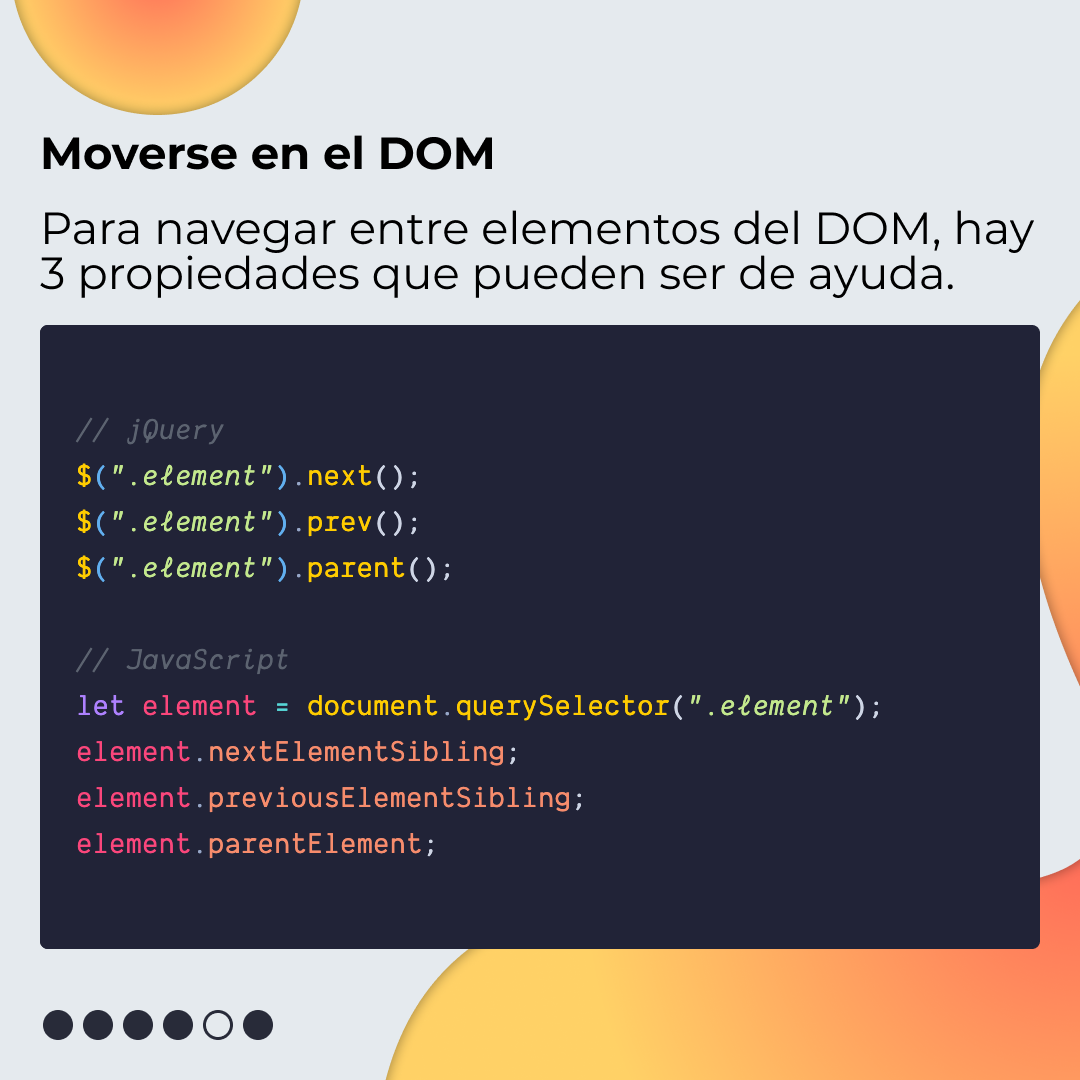 Moverse en el DOM
Para navegar entre elementos del DOM, hay
3 propiedades que pueden ser de ayuda.
// jQuery
$(".element").next();
$(".element").prev();
$(".element").parent();
// JavaScript
let element = document.querySelector(".element");
element.nextElementSibling;
element.previousElementSibling;
element.parentElement;